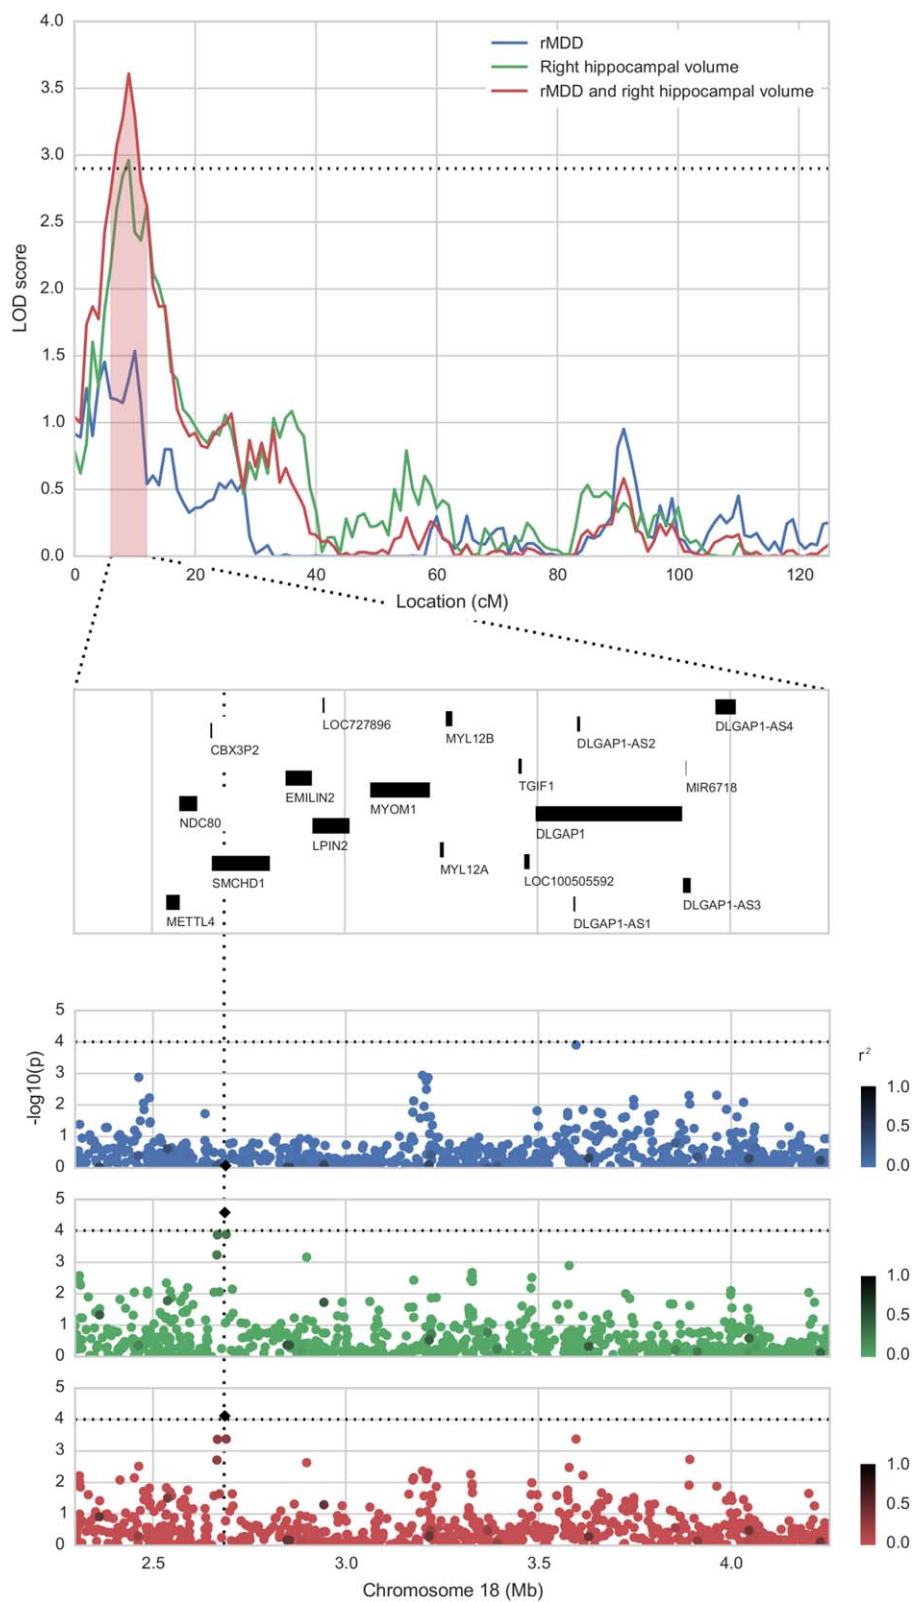 4.0
3.5
3.0
2.5
2.0
1.5
1.0
0.5
0.0
LOD score
rMDD
Right hippocampal volume
rMDD and right hippocampal volume
0 20 40 60 80 100 120
Location (cM)
LOC727896
DLGAP1-AS4
MYL12B
DLGAP1-AS2
CBX3P2
TGIF1
MIR6718
EMILIN2
MYOM1
NDC80
DLGAP1
LPIN2
MYL12A
SMCHD1
LOC100505592
DLGAP1-AS3
METTL4
DLGAP1-AS1
5
4
3
2
1
0
-log10(p)
r²
1.0
0.5
0.0
5
4
3
2
1
0
1.0
0.5
0.0
5
4
3
2
1
0
1.0
0.5
0.0
2.5 3.0 3.5 4.0
Chromosome 18 (Mb)